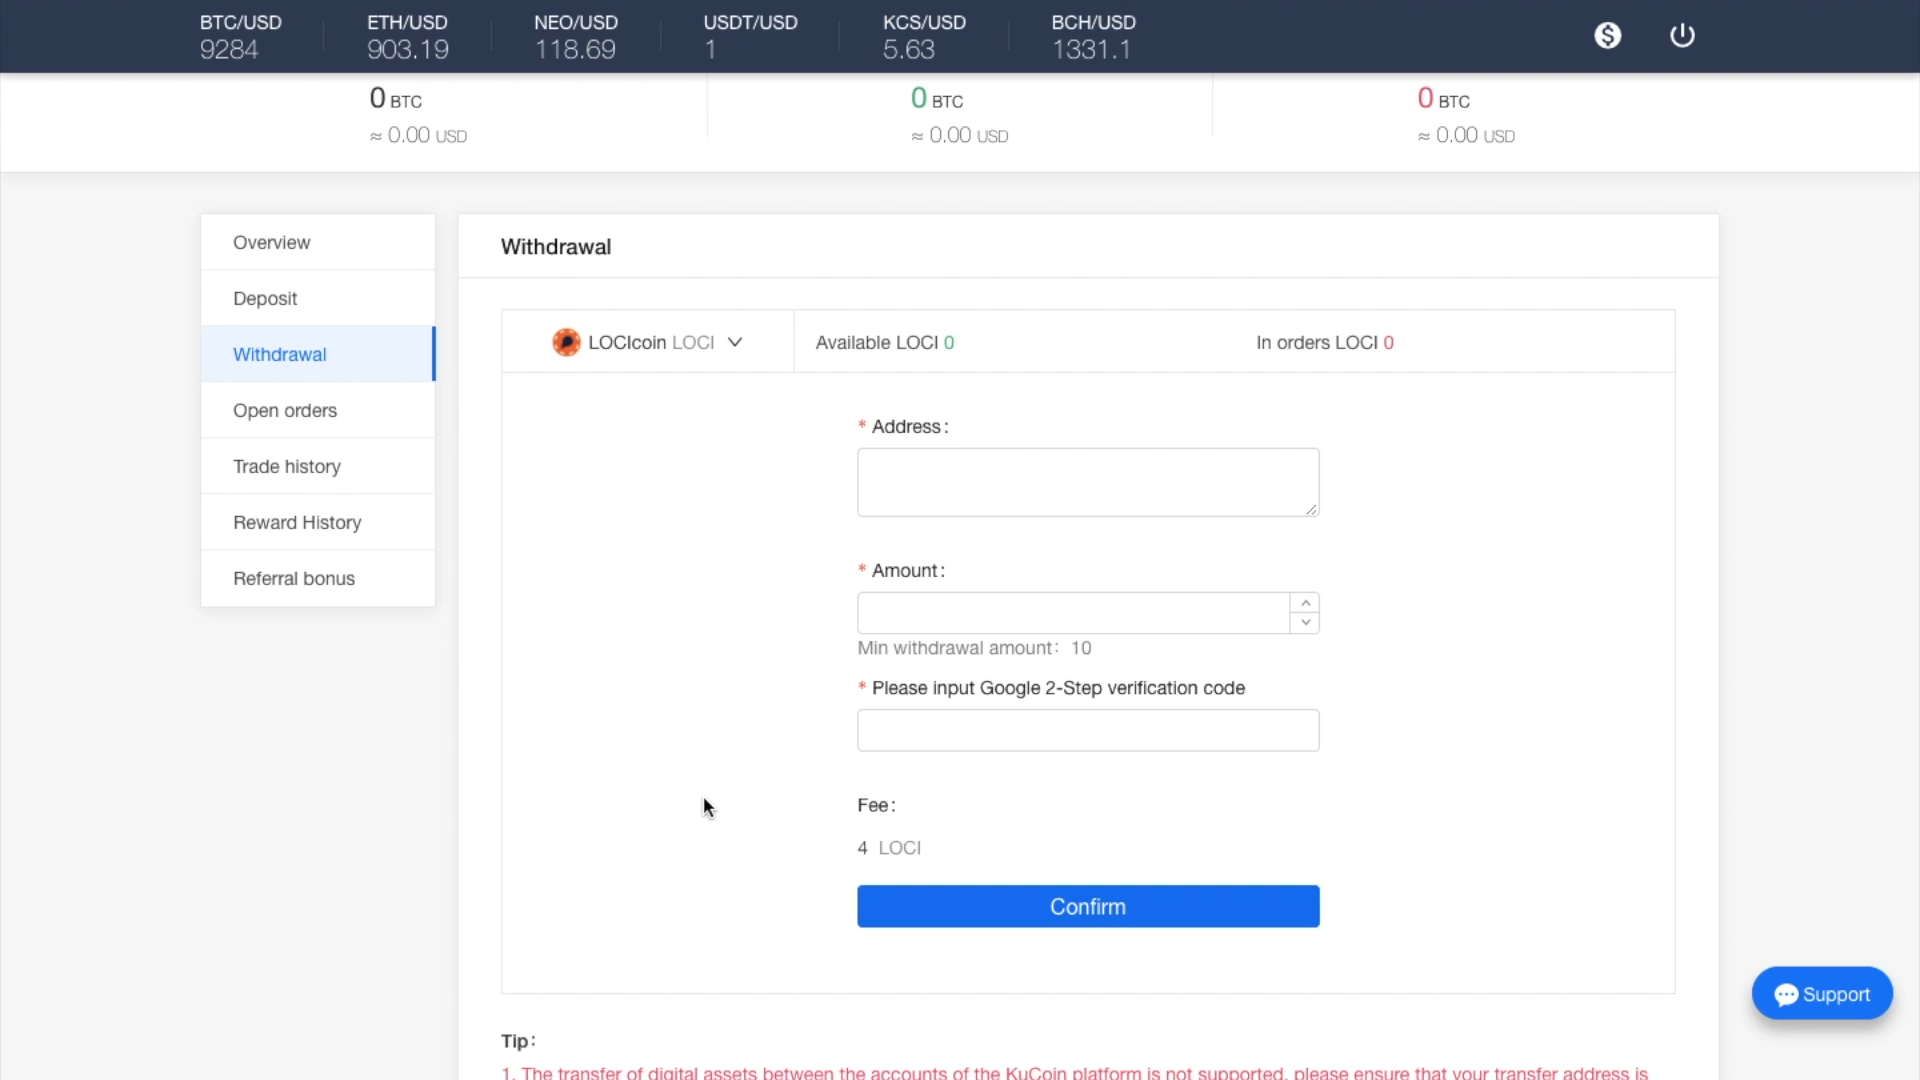 BTC/USD ETH/USD NEO/USD USDT/USD KCS/USD BCH/USD
9284 903.19 118.69 1 5.63 1331.1
0 BTC 0 BTC 0 BTC
≈ 0.00 USD ≈ 0.00 USD ≈ 0.00 USD
Overview
Deposit
Withdrawal
Open orders
Trade history
Reward History
Referral bonus
Withdrawal
LOCIcoin LOCI Available LOCI 0 In orders LOCI 0
* Address:
* Amount:
Min withdrawal amount: 10
* Please input Google 2-Step verification code
Fee:
4 LOCI
Confirm
Support
Tip:
1. The transfer of digital assets between the accounts of the KuCoin platform is not supported, please ensure that your transfer address is